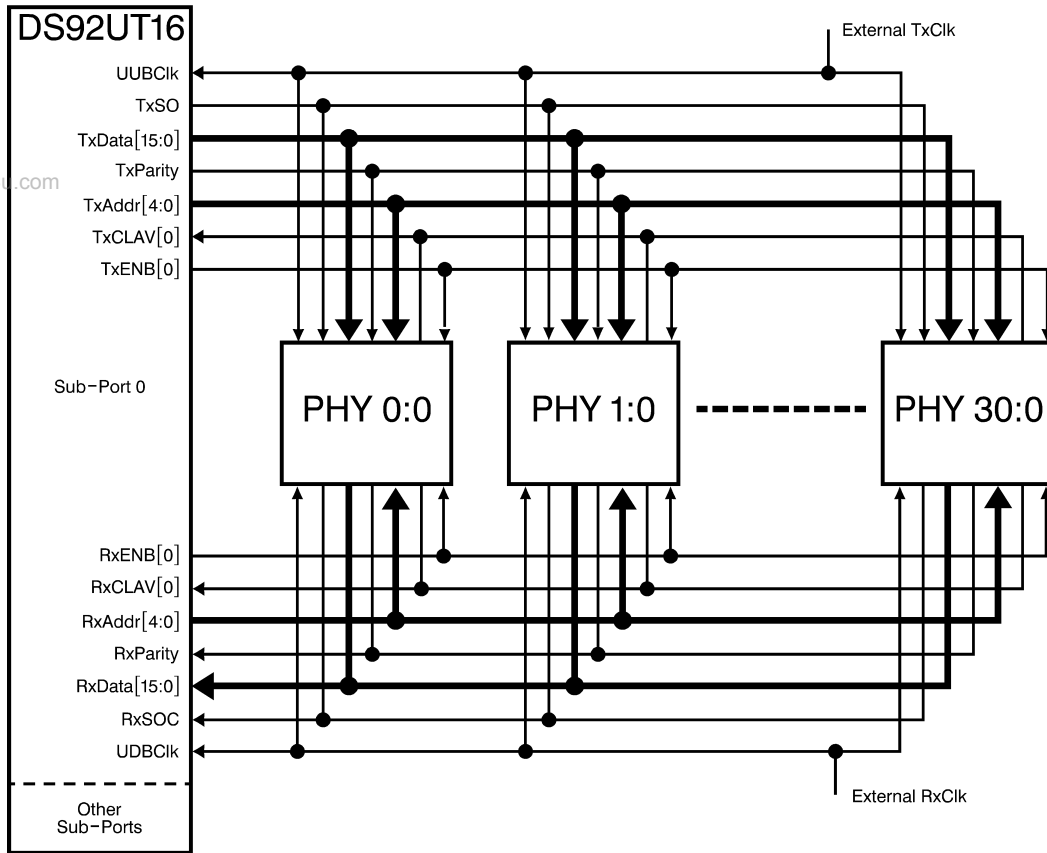 DS92UT16
External TxClk
UUBClk
TxSO
TxData[15:0]
TxParity
u.com
TxAddr[4:0]
TxCLAV[0]
TxENB[0]
Sub-Port 0
PHY 0:0
PHY 1:0
PHY 30:0
RxENB[0]
RxCLAV[0]
RxAddr[4:0]
RxParity
RxData[15:0]
RxSOC
UDBClk
External RxClk
Other
Sub-Ports